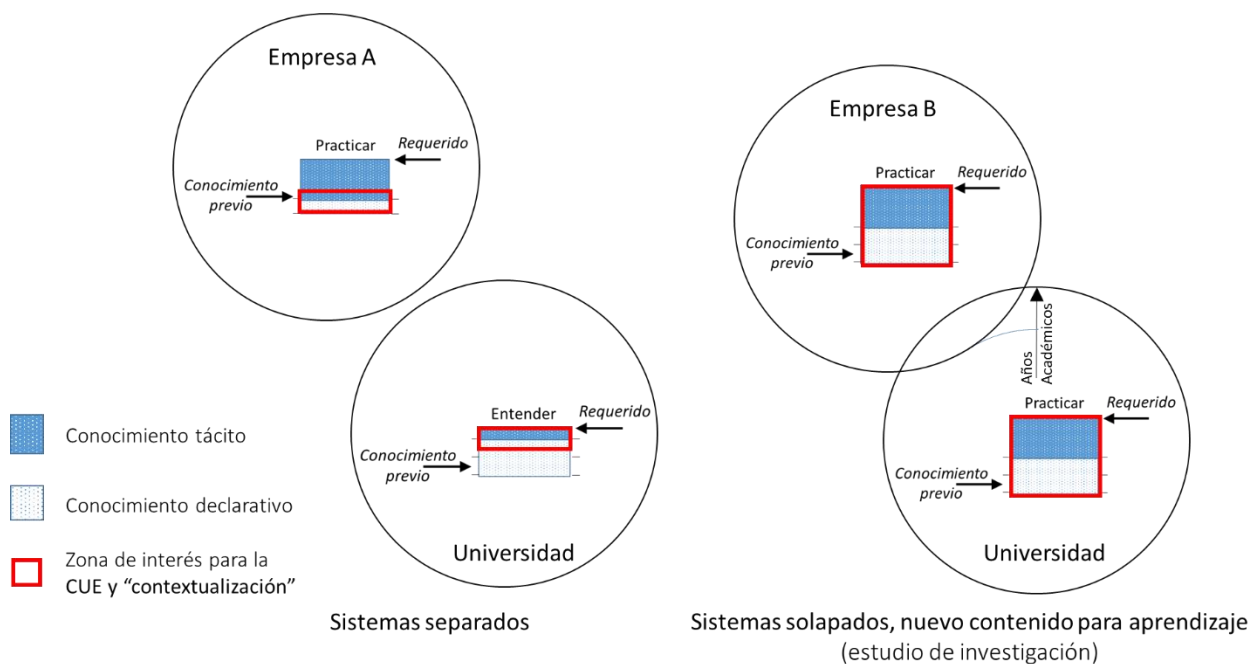 Empresa A
Practicar
Requerido
Conocimiento
previo
Entender
Requerido
Conocimiento
previo
Universidad
Conocimiento tácito
Conocimiento declarativo
Zona de interés para la
CUE y “contextualización”
Sistemas separados
Empresa B
Practicar
Requerido
Conocimiento
previo
Años
Académicos
Practicar
Requerido
Conocimiento
previo
Universidad
Sistemas solapados, nuevo contenido para aprendizaje
(estudio de investigación)